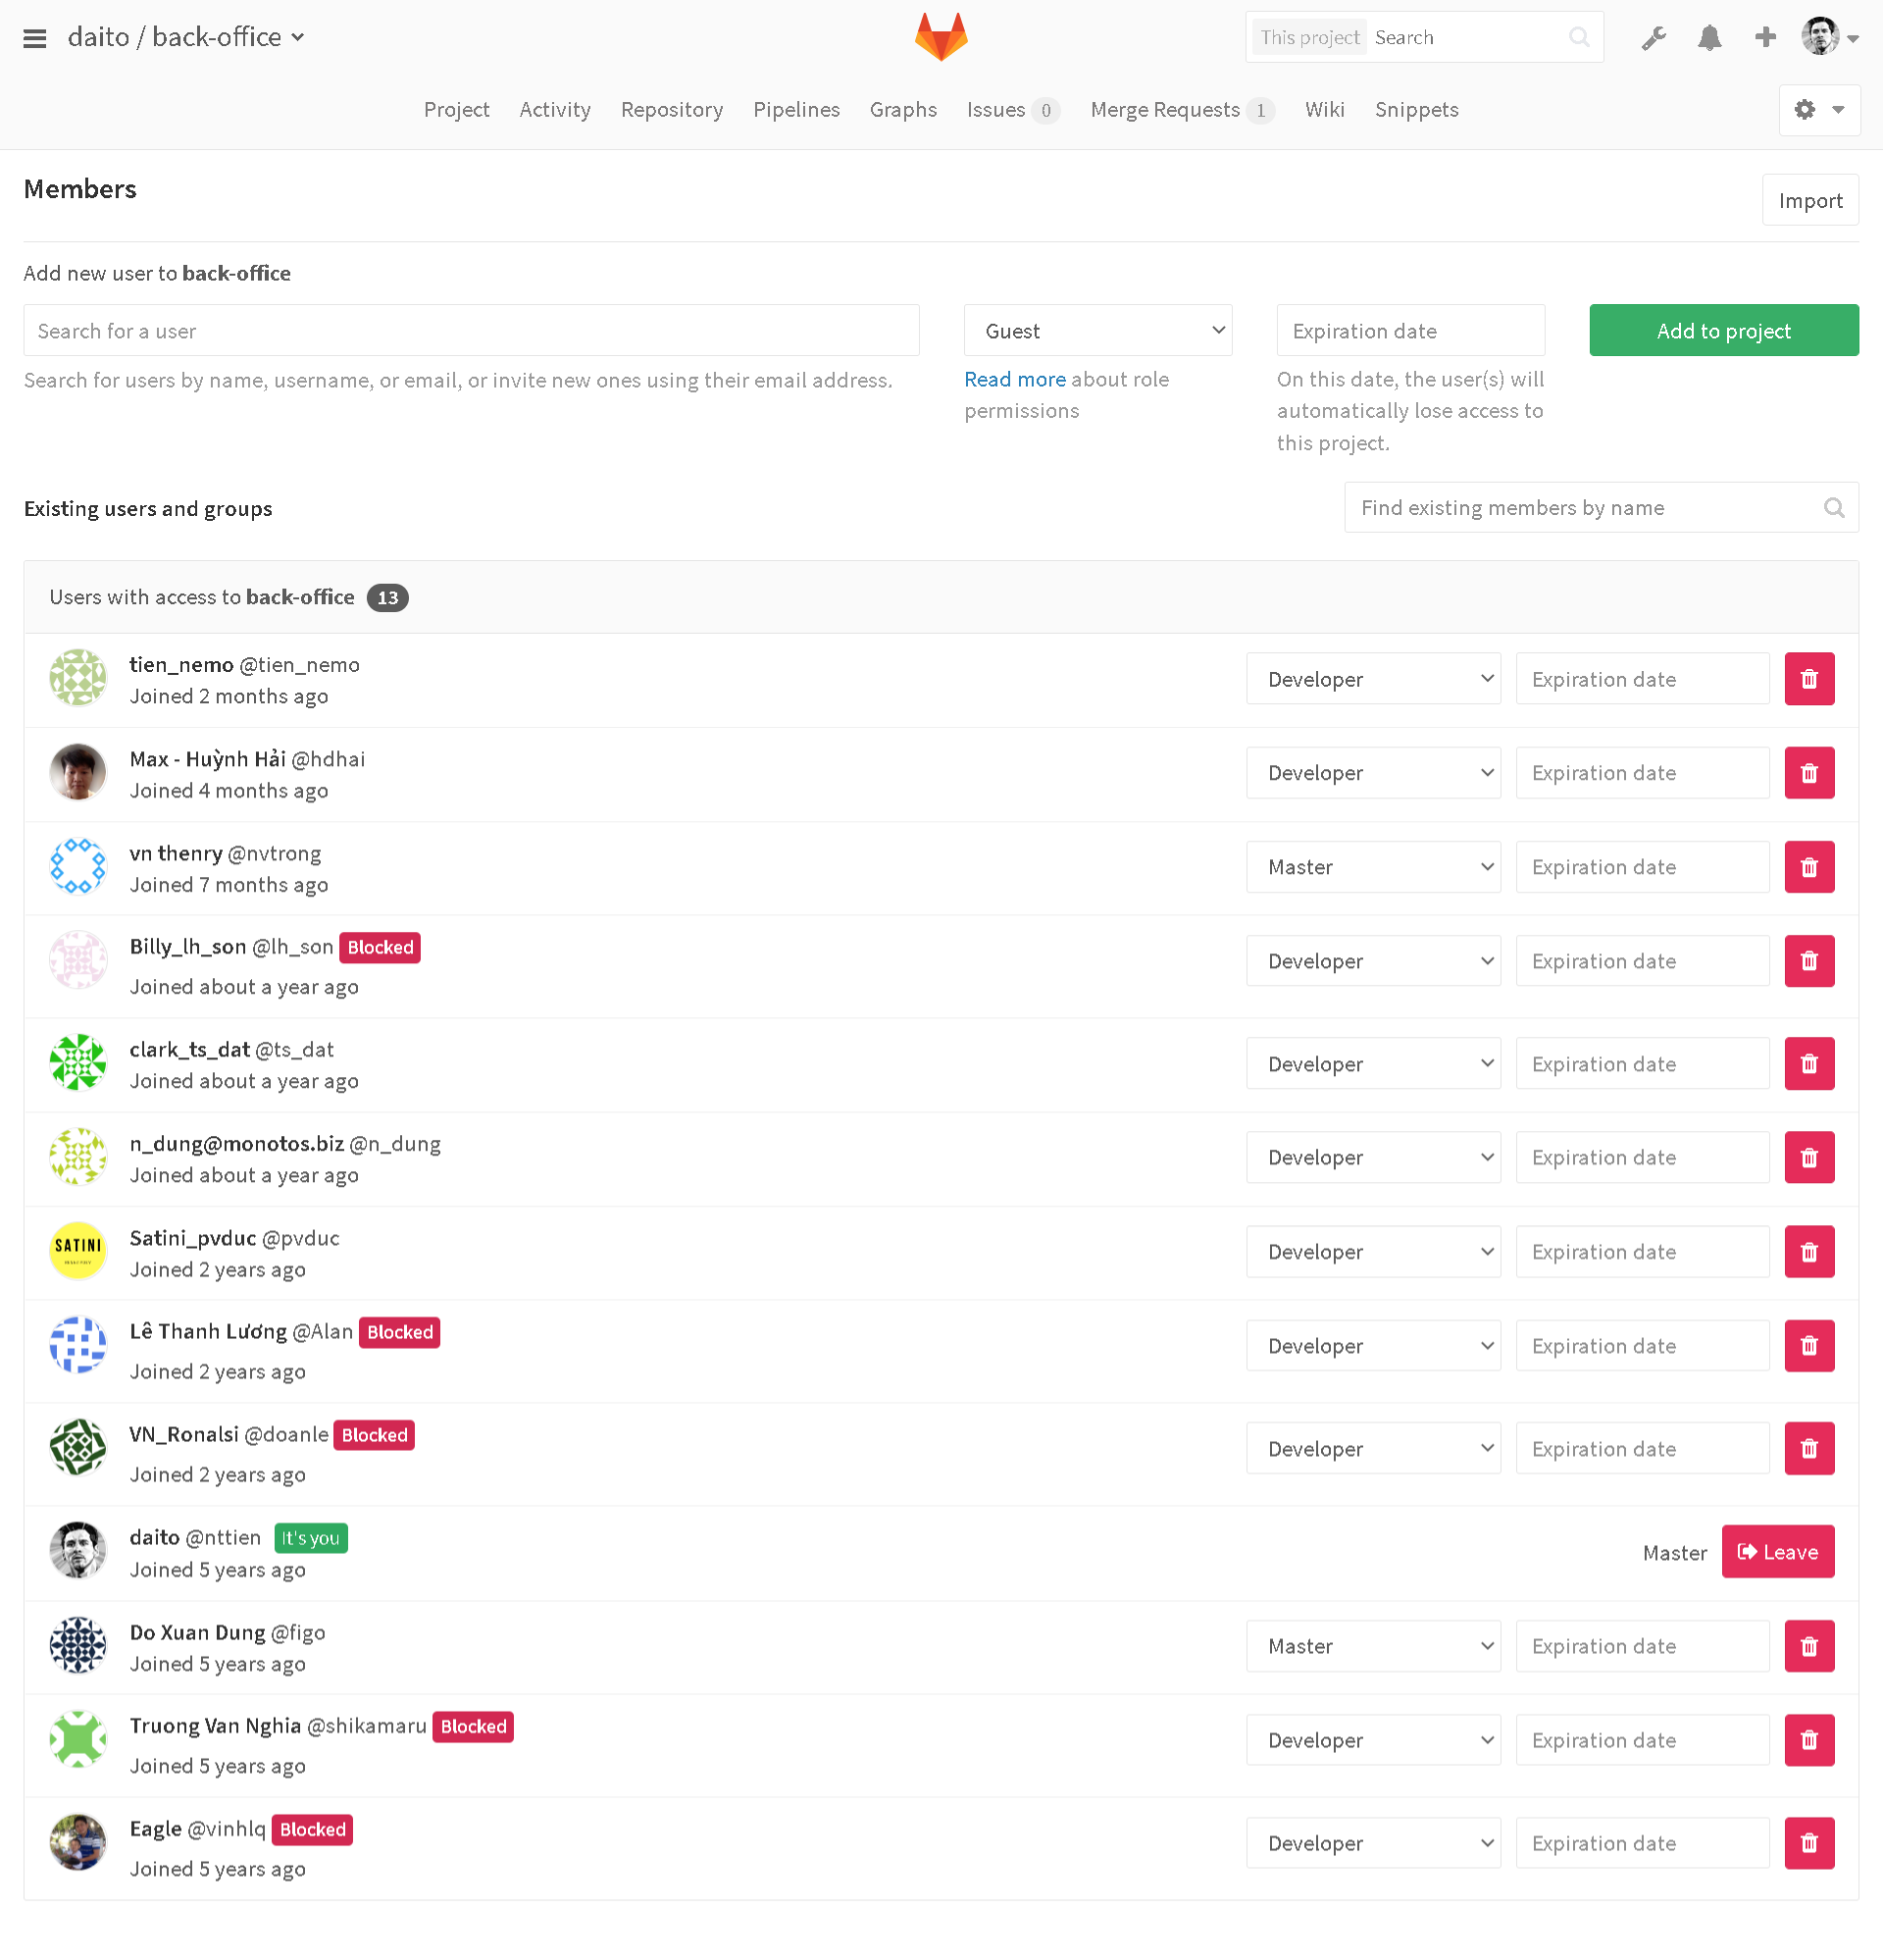 daito / back-office
This project Search
Project Activity Repository Pipelines Graphs Issues 0 Merge Requests 1 Wiki Snippets
Members
Import
Add new user to back-office
Search for a user
Guest
Expiration date
Add to project
Search for users by name, username, or email, or invite new ones using their email address.
Read more about role
permissions
On this date, the user(s) will
automatically lose access to
this project.
Existing users and groups
Find existing members by name
Users with access to back-office 13
tien_nemo @tien_nemo
Joined 2 months ago
Developer
Expiration date
Max - Huỳnh Hải @hdhai
Joined 4 months ago
Developer
Expiration date
vn thenry @nvtrong
Joined 7 months ago
Master
Expiration date
Billy_lh_son @lh_son Blocked
Joined about a year ago
Developer
Expiration date
clark_ts_dat @ts_dat
Joined about a year ago
Developer
Expiration date
n_dung@monotos.biz @n_dung
Joined about a year ago
Developer
Expiration date
SATINI
Satini_pvduc @pvduc
Joined 2 years ago
Developer
Expiration date
Lê Thanh Lương @Alan Blocked
Joined 2 years ago
Developer
Expiration date
VN_Ronalsi @doanle Blocked
Joined 2 years ago
Developer
Expiration date
daito @nttien It's you
Joined 5 years ago
Master
Leave
Do Xuan Dung @figo
Joined 5 years ago
Master
Expiration date
Truong Van Nghia @shikamaru Blocked
Joined 5 years ago
Developer
Expiration date
Eagle @vinhlq Blocked
Joined 5 years ago
Developer
Expiration date